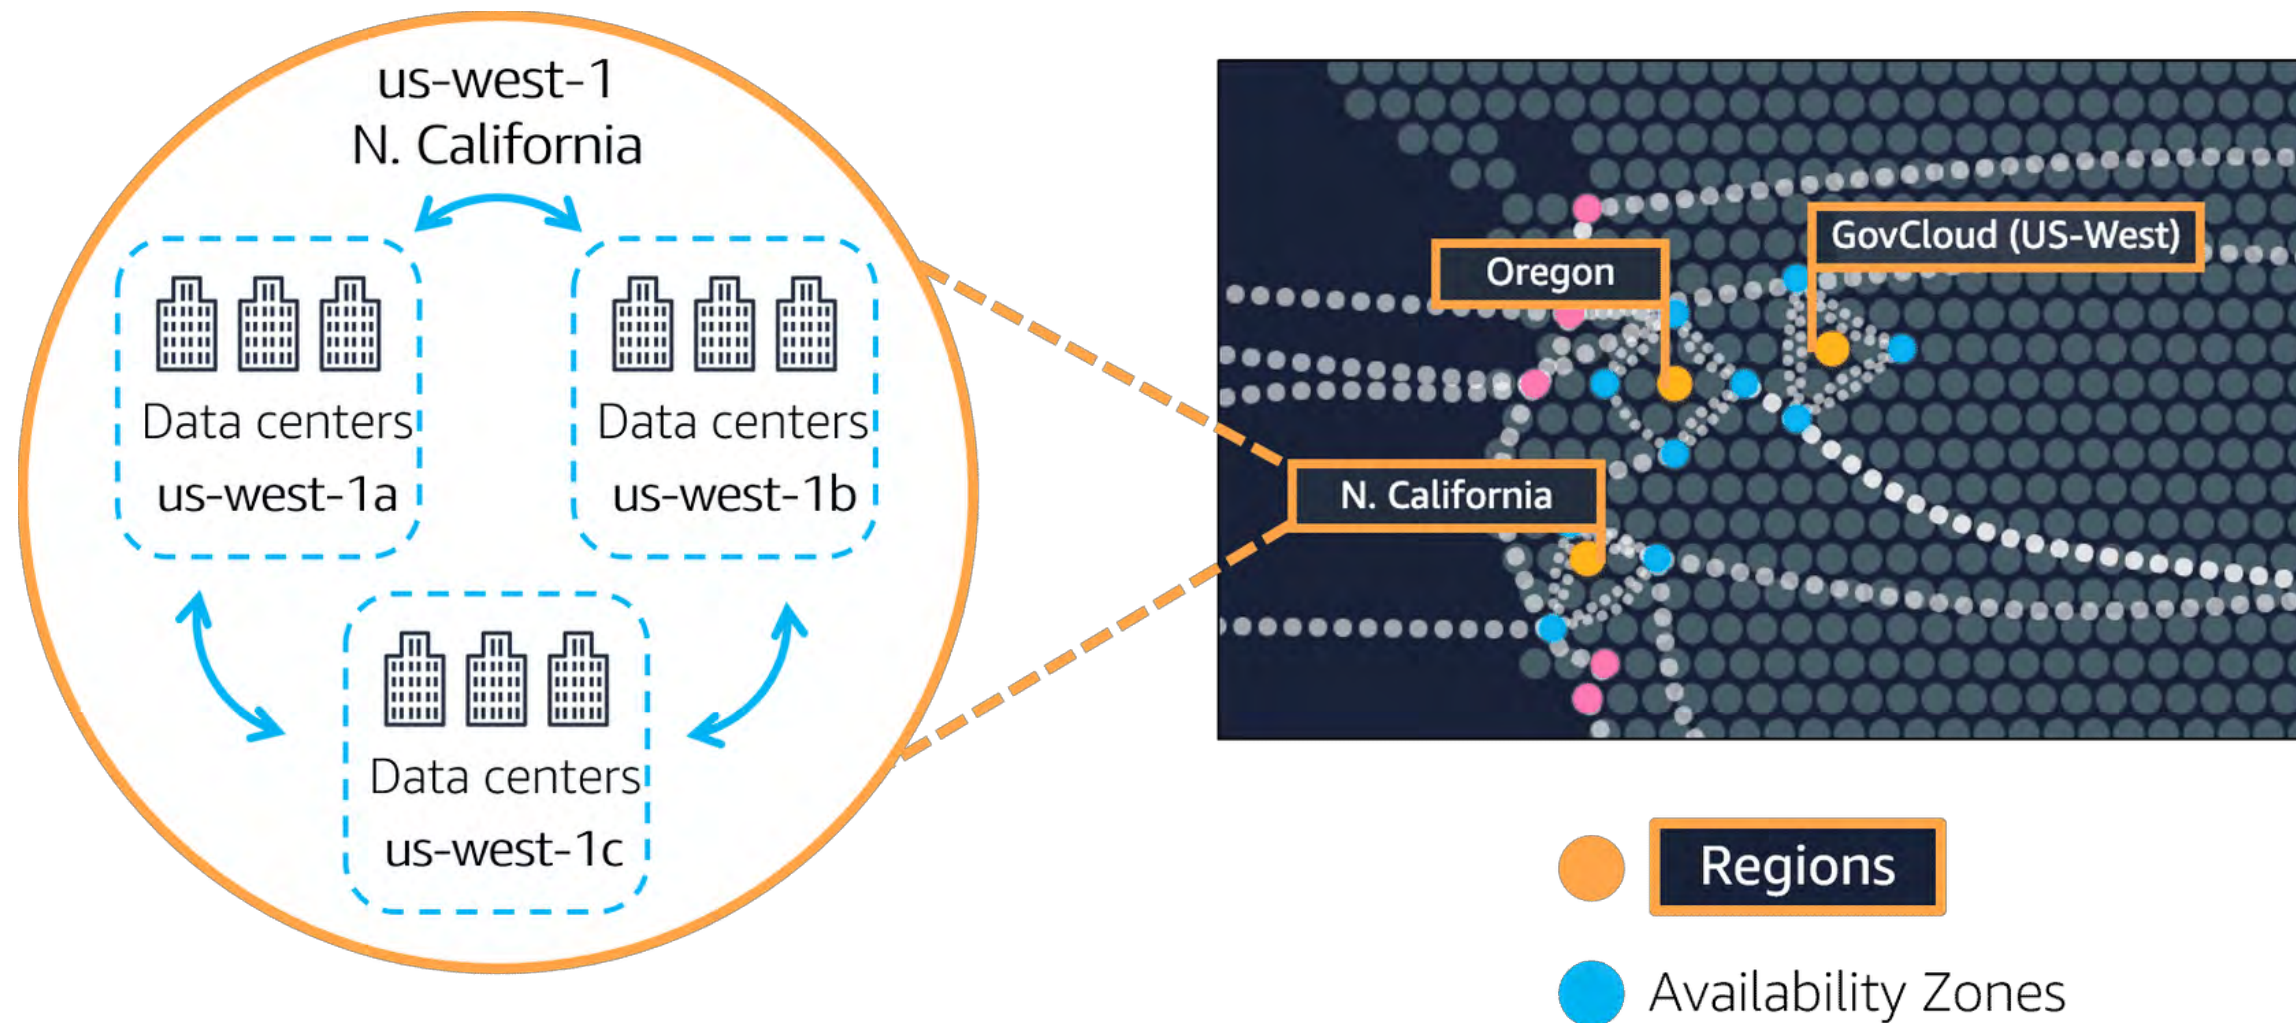 us-west-1
N. California
Data centers
us-west-1a
Data centers
us-west-1b
Data centers
us-west-1c
GovCloud (US-West)
Oregon
N. California
Regions
Availability Zones